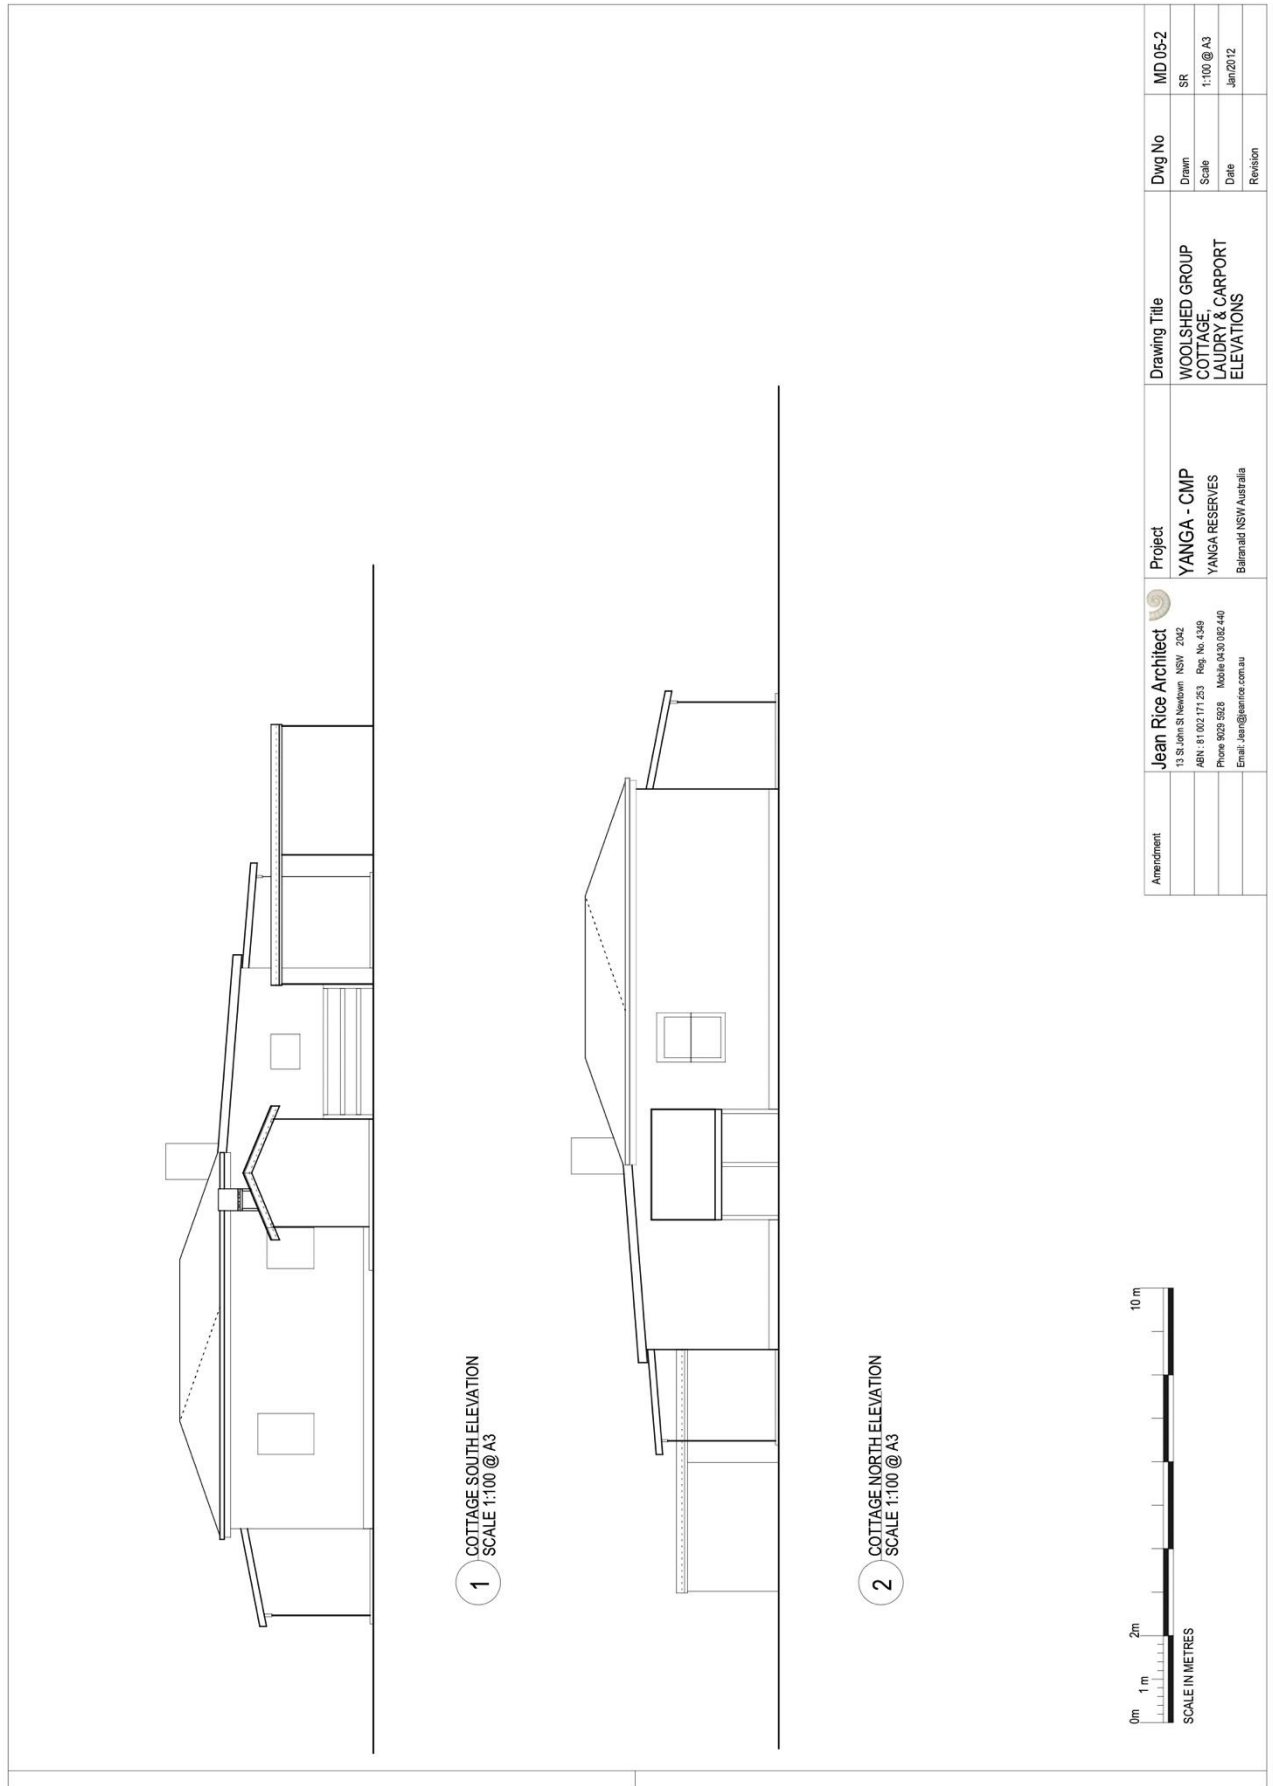 1
COTTAGE SOUTH ELEVATION
SCALE 1:100 @ A3
2
COTTAGE NORTH ELEVATION
SCALE 1:100 @ A3
0m 1 m 2m 10 m
SCALE IN METRES
Amendment
Jean Rice Architect
13 St John St Newtown NSW 2042
ABN : 81 002 171 253 Reg. No. 4349
Phone 9029 5928 Mobile 0430 082 440
Email: Jean@jeanrice.com.au
Project
YANGA - CMP
YANGA RESERVES
Balranald NSW Australia
Drawing Title
WOOLSHED GROUP
COTTAGE,
LAUDRY & CARPORT
ELEVATIONS
Dwg No MD 05-2
Drawn SR
Scale 1:100 @ A3
Date Jan/2012
Revision